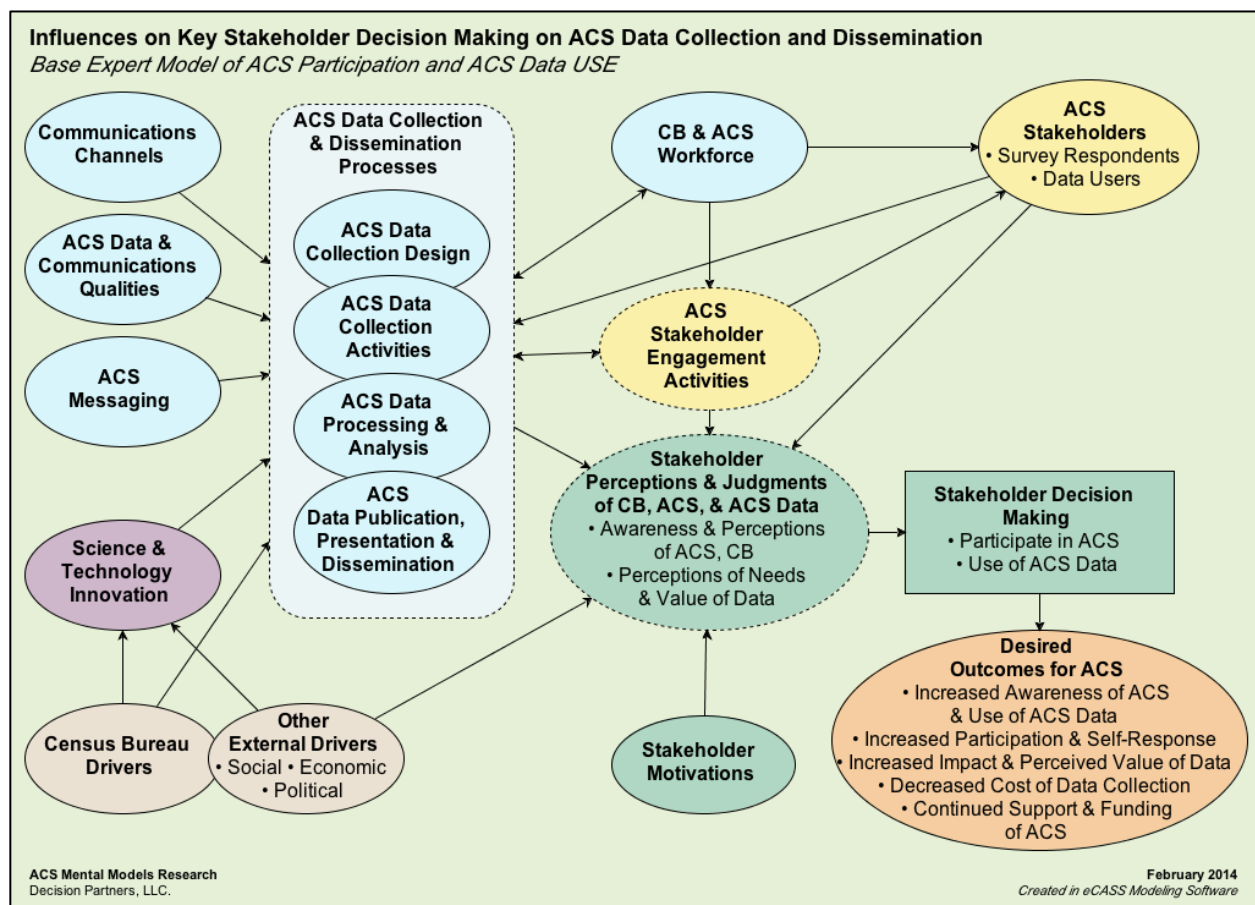 Influences on Key Stakeholder Decision Making on ACS Data Collection and Dissemination
Base Expert Model of ACS Participation and ACS Data USE
Communications
Channels
ACS Data &
Communications
Qualities
ACS
Messaging
Science &
Technology
Innovation
Census Bureau
Drivers
Other
External Drivers
• Social • Economic
• Political
ACS Data Collection
& Dissemination
Processes
ACS Data
Collection Design
ACS Data
Collection
Activities
ACS Data
Processing &
Analysis
ACS
Data Publication,
Presentation &
Dissemination
CB & ACS
Workforce
ACS
Stakeholders
• Survey Respondents
• Data Users
ACS
Stakeholder
Engagement
Activities
Stakeholder
Perceptions & Judgments
of CB, ACS, & ACS Data
• Awareness & Perceptions
of ACS, CB
• Perceptions of Needs
& Value of Data
Stakeholder
Motivations
Stakeholder Decision
Making
• Participate in ACS
• Use of ACS Data
Desired
Outcomes for ACS
• Increased Awareness of ACS
& Use of ACS Data
• Increased Participation & Self-Response
• Increased Impact & Perceived Value of Data
• Decreased Cost of Data Collection
• Continued Support & Funding
of ACS
ACS Mental Models Research
Decision Partners, LLC.
February 2014
Created in eCASS Modeling Software